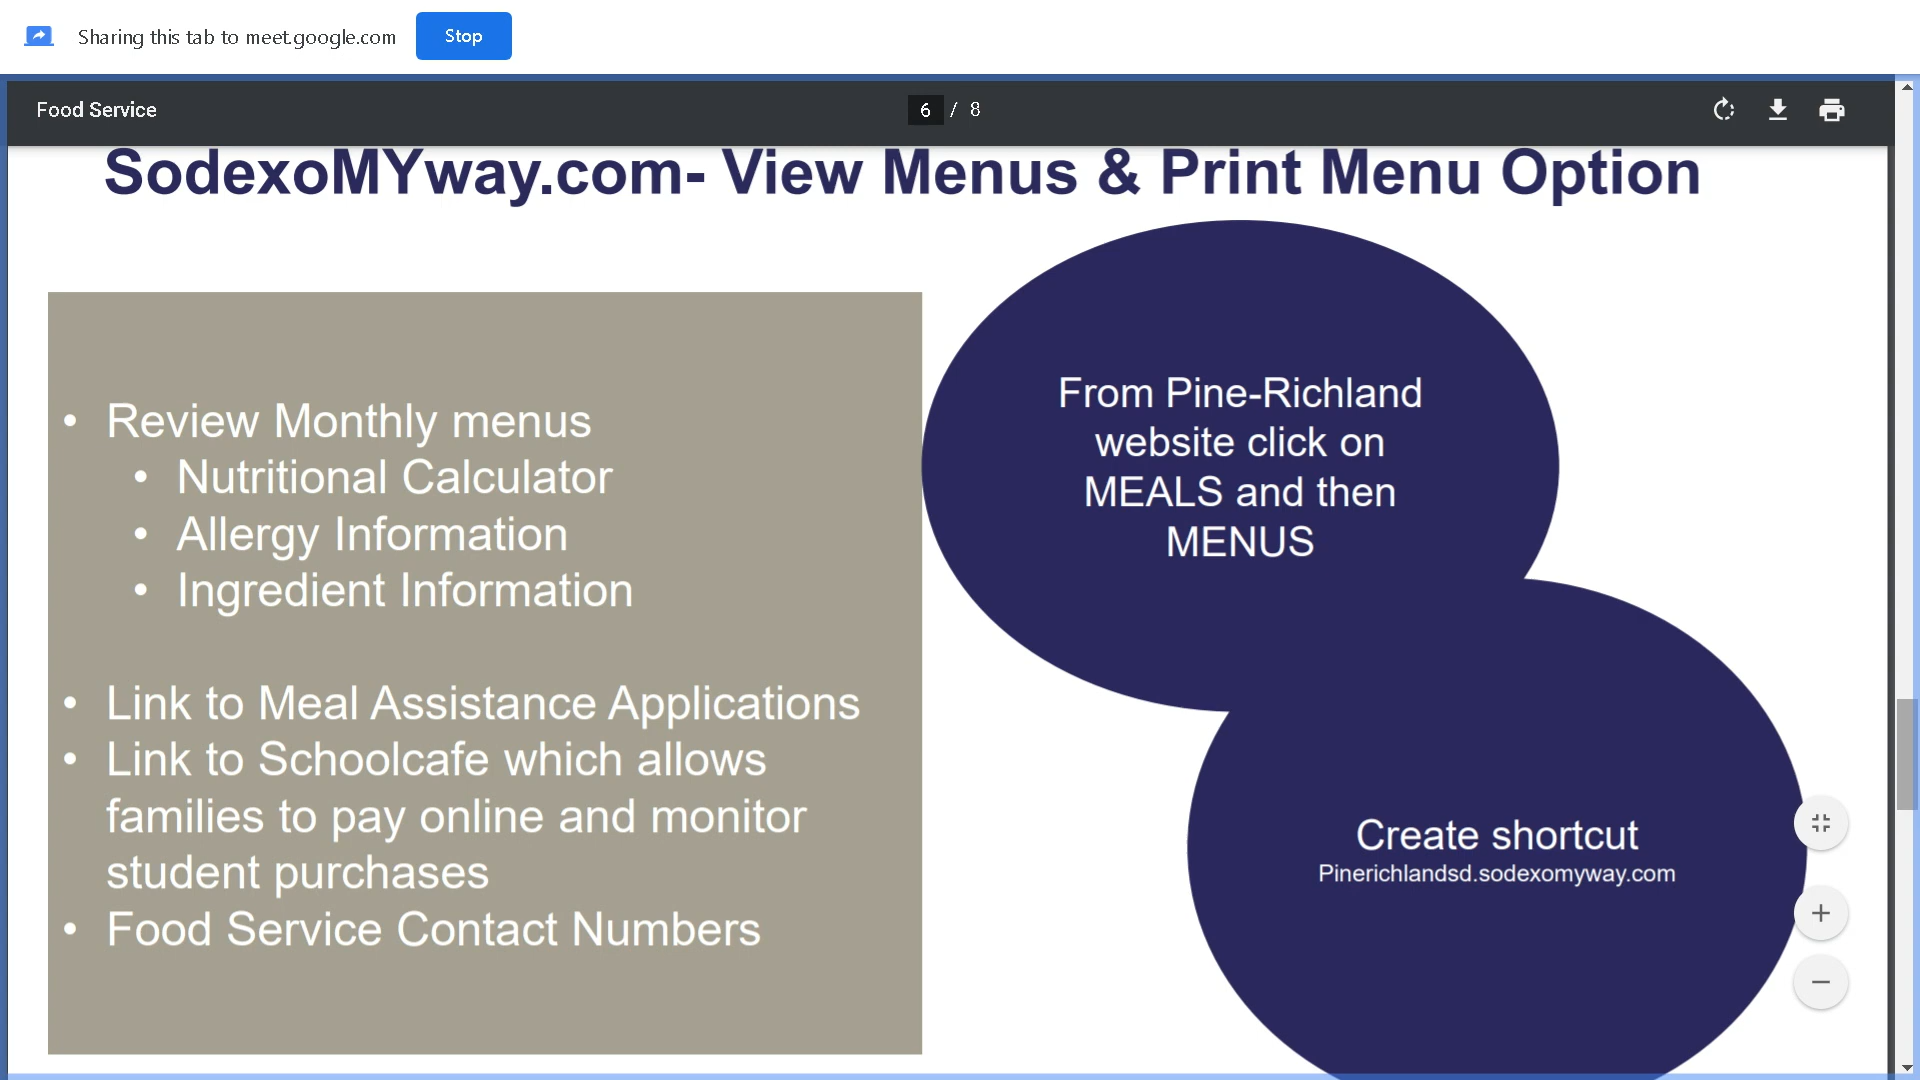 Sharing this tab to meet.google.com
Stop
Food Service
6 / 8
SodexoMYway.com- View Menus & Print Menu Option
• Review Monthly menus
• Nutritional Calculator
• Allergy Information
• Ingredient Information
• Link to Meal Assistance Applications
• Link to Schoolcafe which allows
families to pay online and monitor
student purchases
• Food Service Contact Numbers
From Pine-Richland
website click on
MEALS and then
MENUS
Create shortcut
Pinerichlandsd.sodexomyway.com